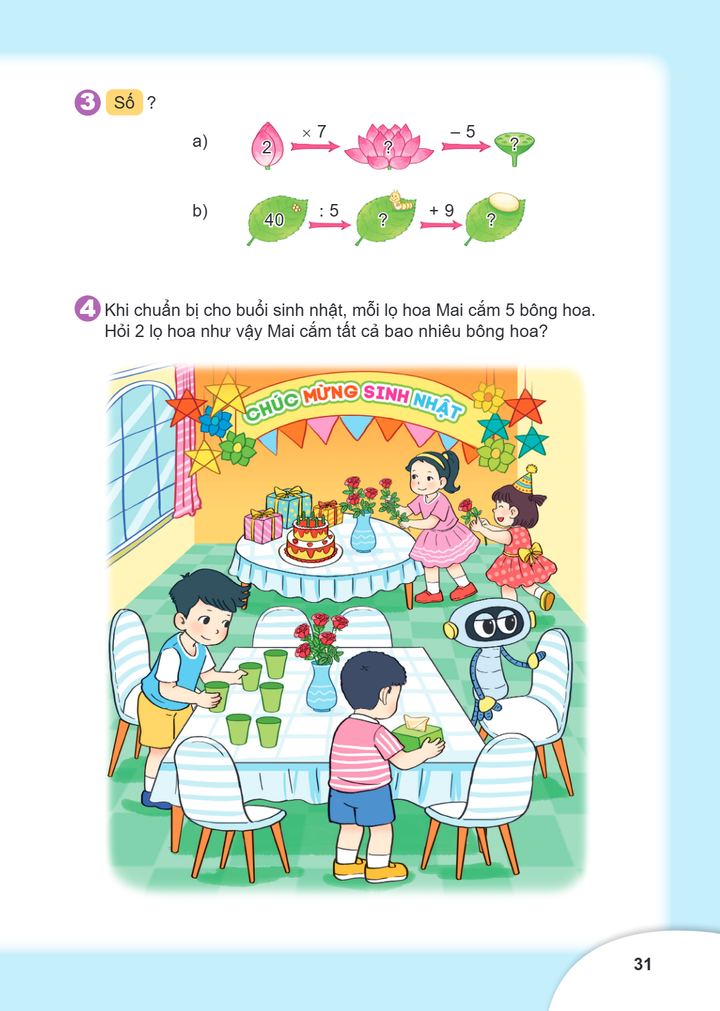 3 Số ?
a) 2 × 7 ? – 5 ?
b) 40 : 5 ? + 9 ?
4 Khi chuẩn bị cho buổi sinh nhật, mỗi lọ hoa Mai cắm 5 bông hoa.
Hỏi 2 lọ hoa như vậy Mai cắm tất cả bao nhiêu bông hoa?
CHÚC MỪNG SINH NHẬT
31